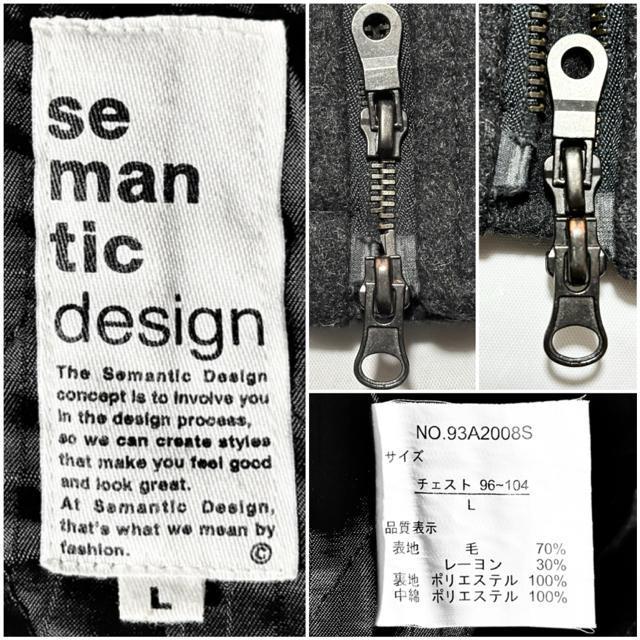 se
man
tic
design
The Semantic Design
concept is to involve you
in the design process,
so we can create styles
that make you feel good
and look great.
At Semantic Design,
that's what we mean by
fashion. ©
L
NO.93A2008S
サイズ
チェスト 96~104
L
品質表示
表地 毛 70%
レーヨン 30%
裏地 ポリエステル 100%
中綿 ポリエステル 100%